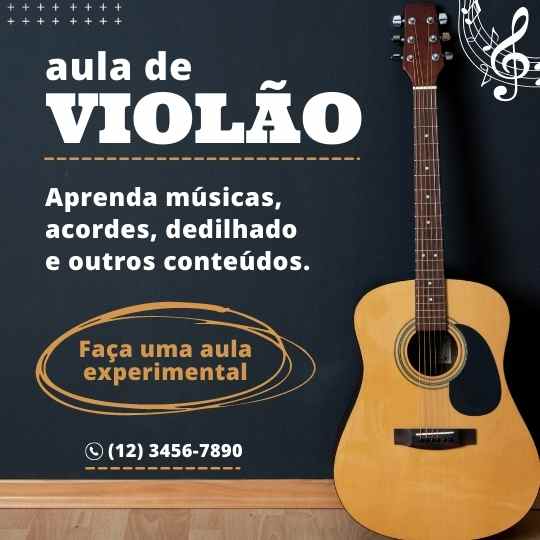 aula de
VIOLÃO
Aprenda músicas,
acordes, dedilhado
e outros conteúdos.
Faça uma aula
experimental
(12) 3456-7890